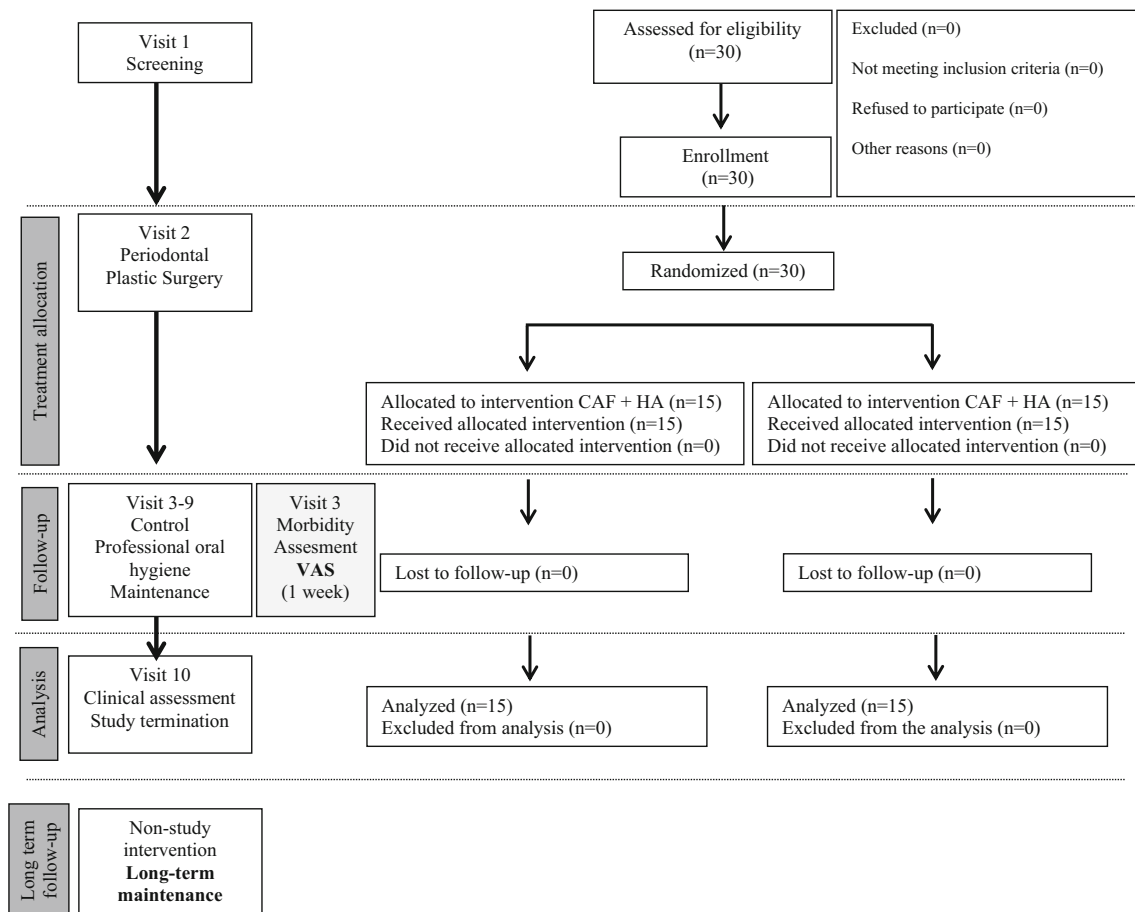 Visit 1
Screening
Assessed for eligibility
(n=30)
Excluded (n=0)
Not meeting inclusion criteria (n=0)
Refused to participate (n=0)
Other reasons (n=0)
Enrollment
(n=30)
Treatment allocation
Visit 2
Periodontal
Plastic Surgery
Randomized (n=30)
Allocated to intervention CAF + HA (n=15)
Received allocated intervention (n=15)
Did not receive allocated intervention (n=0)
Allocated to intervention CAF + HA (n=15)
Received allocated intervention (n=15)
Did not receive allocated intervention (n=0)
Follow-up
Visit 3-9
Control
Professional oral
hygiene
Maintenance
Visit 3
Morbidity
Assesment
VAS
(1 week)
Lost to follow-up (n=0)
Lost to follow-up (n=0)
Analysis
Visit 10
Clinical assessment
Study termination
Analyzed (n=15)
Excluded from analysis (n=0)
Analyzed (n=15)
Excluded from the analysis (n=0)
Long term
follow-up
Non-study
intervention
Long-term
maintenance